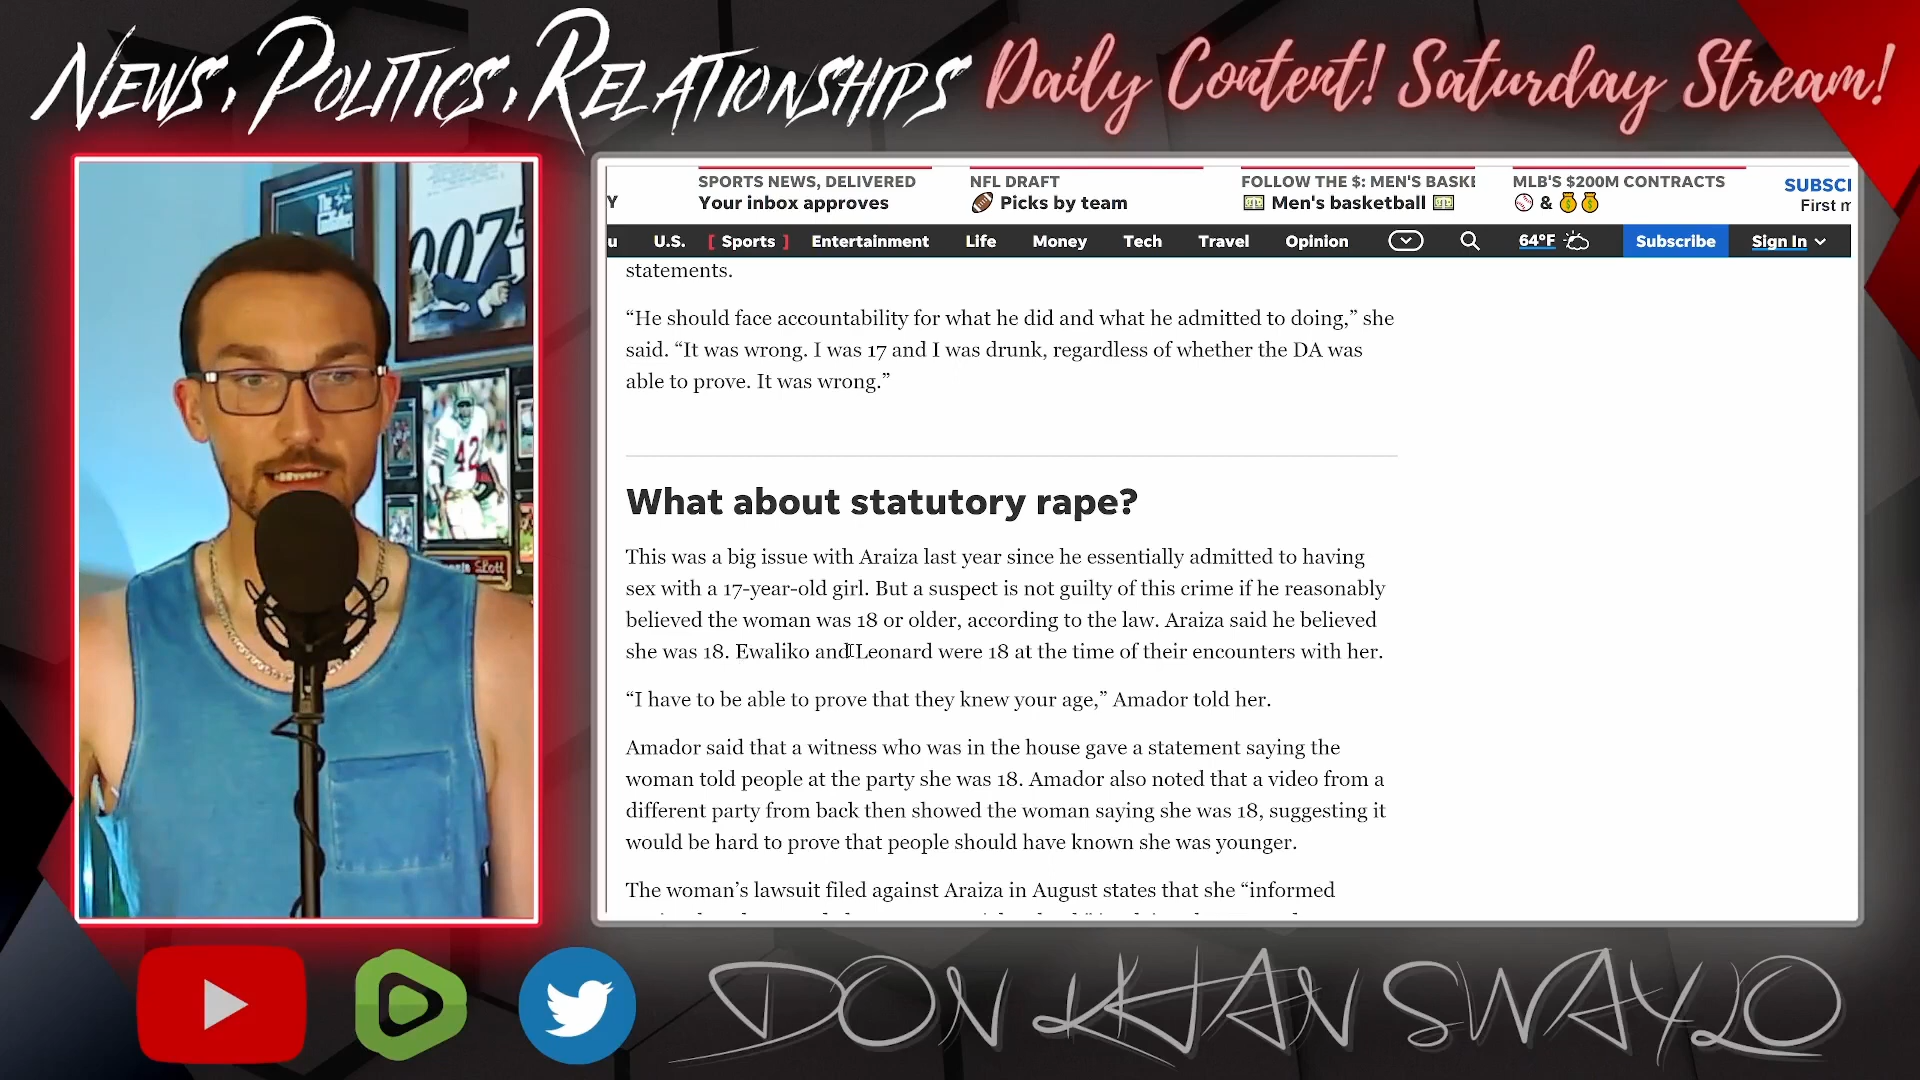 NEWS, POLITICS, RELATIONSHIPS Daily Content! Saturday Stream!
The
007
42
Lott
SPORTS NEWS, DELIVERED
Your inbox approves
NFL DRAFT
Picks by team
FOLLOW THE $: MEN'S BASKE
Men's basketball
MLB'S $200M CONTRACTS
&
SUBSCI
First m
Y
u U.S. [ Sports ] Entertainment Life Money Tech Travel Opinion 64°F Subscribe Sign In
statements.
“He should face accountability for what he did and what he admitted to doing,” she
said. “It was wrong. I was 17 and I was drunk, regardless of whether the DA was
able to prove. It was wrong.”
What about statutory rape?
This was a big issue with Araiza last year since he essentially admitted to having
sex with a 17-year-old girl. But a suspect is not guilty of this crime if he reasonably
believed the woman was 18 or older, according to the law. Araiza said he believed
she was 18. Ewaliko and Leonard were 18 at the time of their encounters with her.
“I have to be able to prove that they knew your age,” Amador told her.
Amador said that a witness who was in the house gave a statement saying the
woman told people at the party she was 18. Amador also noted that a video from a
different party from back then showed the woman saying she was 18, suggesting it
would be hard to prove that people should have known she was younger.
The woman’s lawsuit filed against Araiza in August states that she “informed
DON KHAN SWAYLO